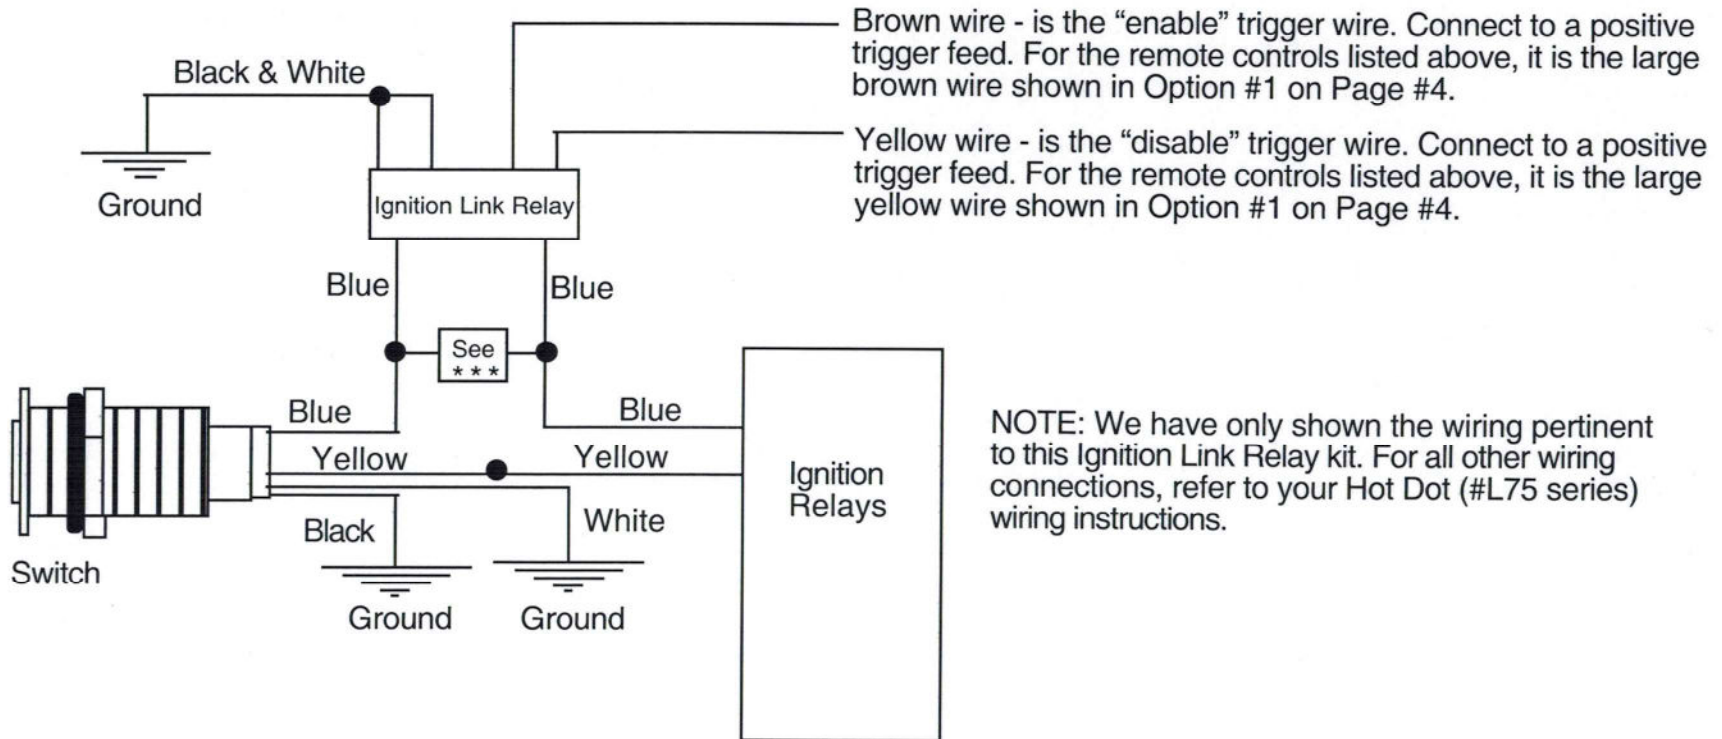 Brown wire - is the “enable” trigger wire. Connect to a positive
trigger feed. For the remote controls listed above, it is the large
brown wire shown in Option #1 on Page #4.
Black & White
Yellow wire - is the “disable” trigger wire. Connect to a positive
trigger feed. For the remote controls listed above, it is the large
yellow wire shown in Option #1 on Page #4.
Ground
Ignition Link Relay
Blue
Blue
See
***
Blue
Blue
Yellow
Yellow
Ignition
Relays
NOTE: We have only shown the wiring pertinent
to this Ignition Link Relay kit. For all other wiring
connections, refer to your Hot Dot (#L75 series)
wiring instructions.
Black
White
Switch
Ground
Ground